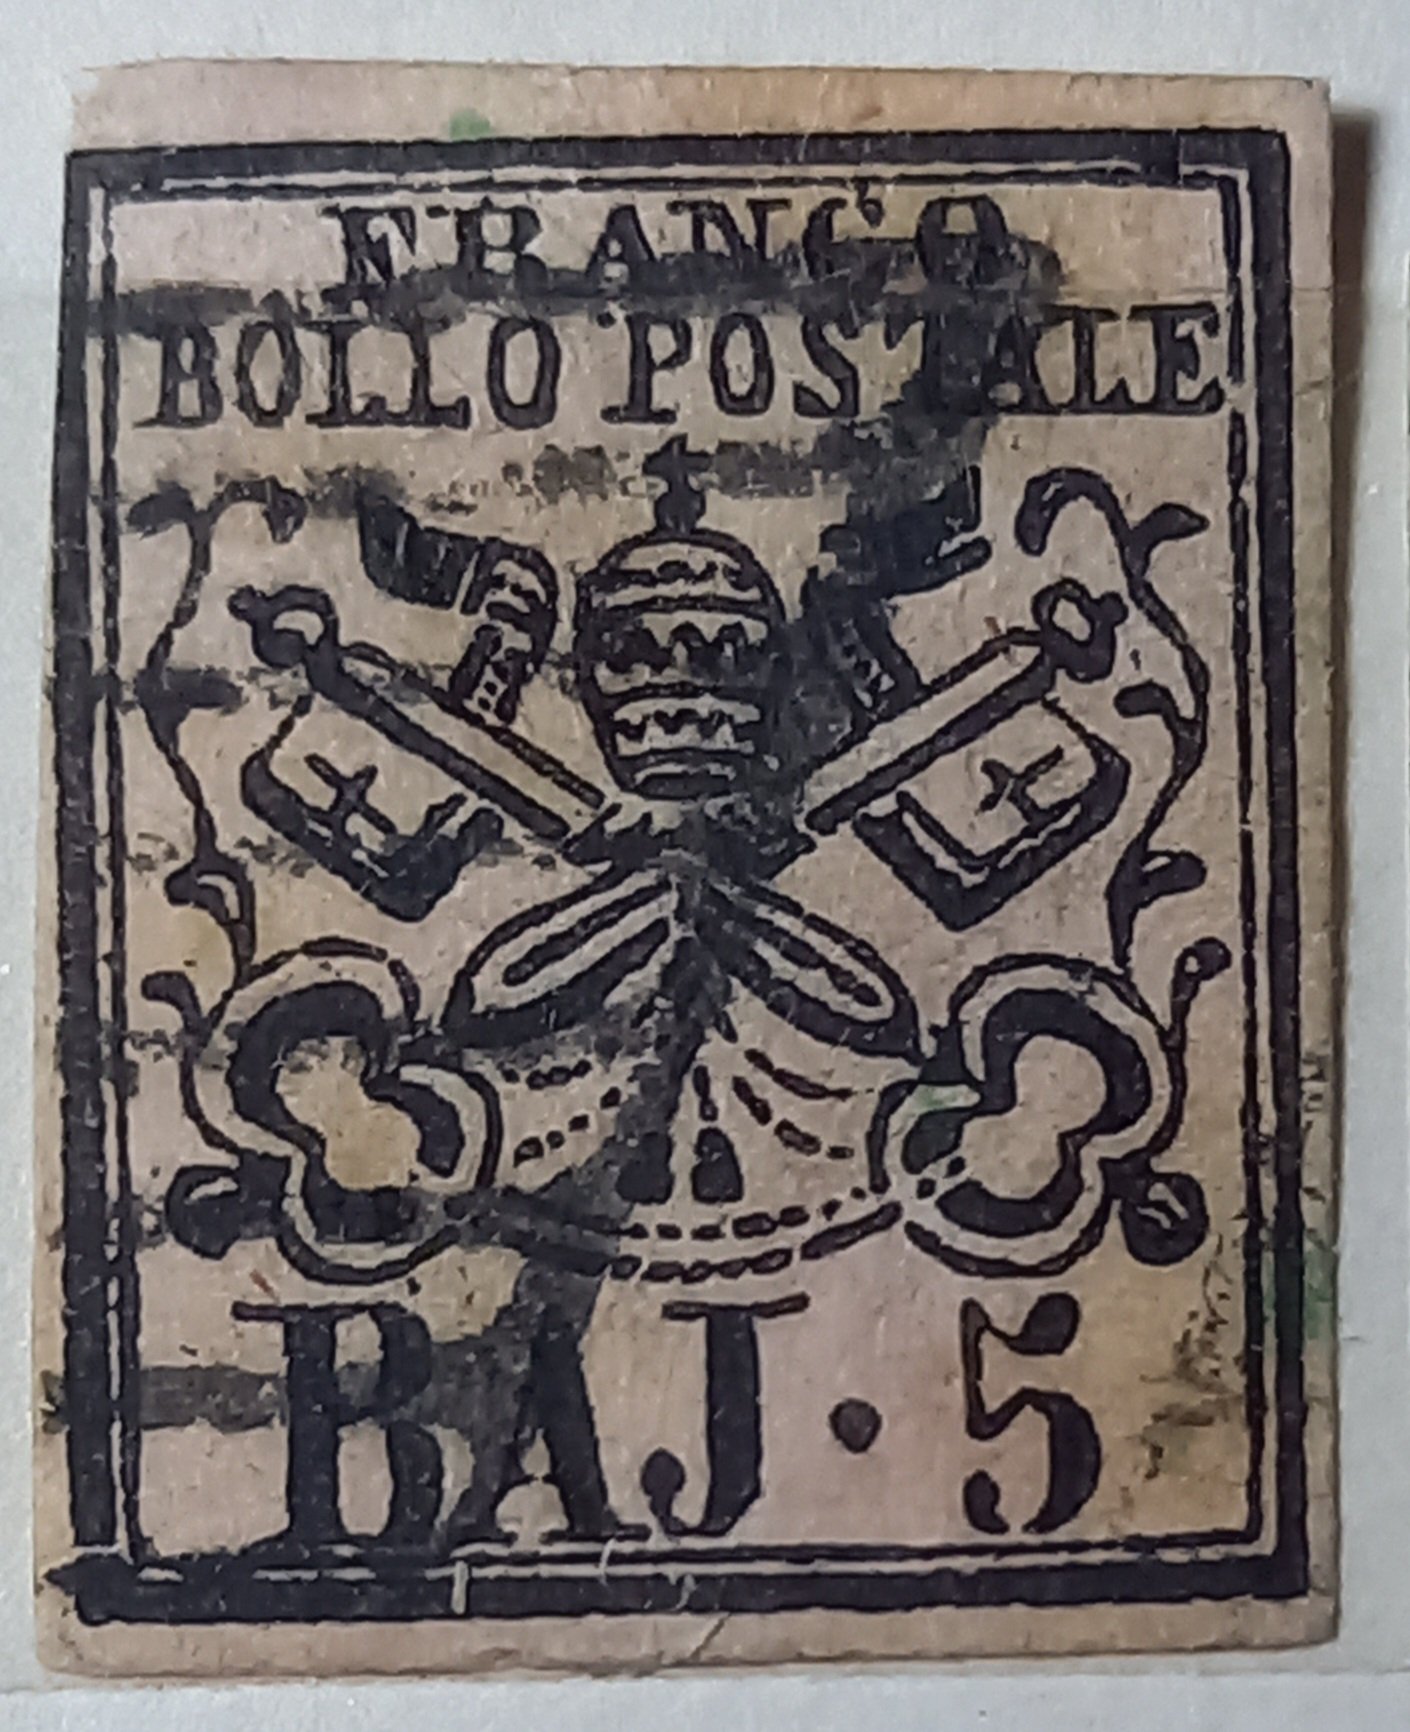 FRANCO
BOLLO POSTALE
BAJ · 5